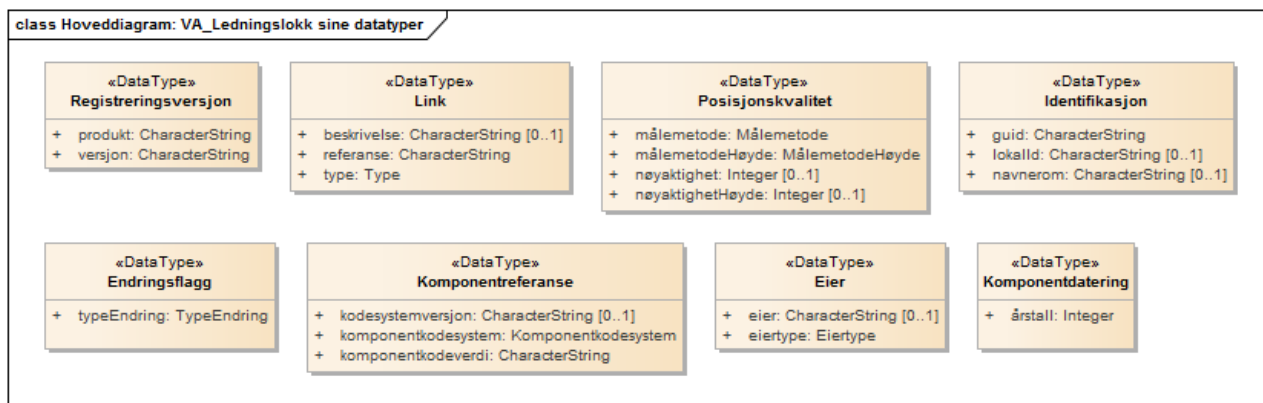 class Hoveddiagram: VA_Ledningslokk sine datatyper
«DataType»
Registreringsversjon
+ produkt: CharacterString
+ versjon: CharacterString
«DataType»
Link
+ beskrivelse: CharacterString [0..1]
+ referanse: CharacterString
+ type: Type
«DataType»
Posisjonskvalitet
+ målemetode: Målemetode
+ målemetodeHøyde: MålemetodeHøyde
+ nøyaktighet: Integer [0..1]
+ nøyaktighetHøyde: Integer [0..1]
«DataType»
Identifikasjon
+ guid: CharacterString
+ lokalId: CharacterString [0..1]
+ navnerom: CharacterString [0..1]
«DataType»
Endringsflagg
+ typeEndring: TypeEndring
«DataType»
Komponentreferanse
+ kodesystemversjon: CharacterString [0..1]
+ komponentkodesystem: Komponentkodesystem
+ komponentkodeverdi: CharacterString
«DataType»
Eier
+ eier: CharacterString [0..1]
+ eiertype: Eiertype
«DataType»
Komponentdatering
+ årstall: Integer